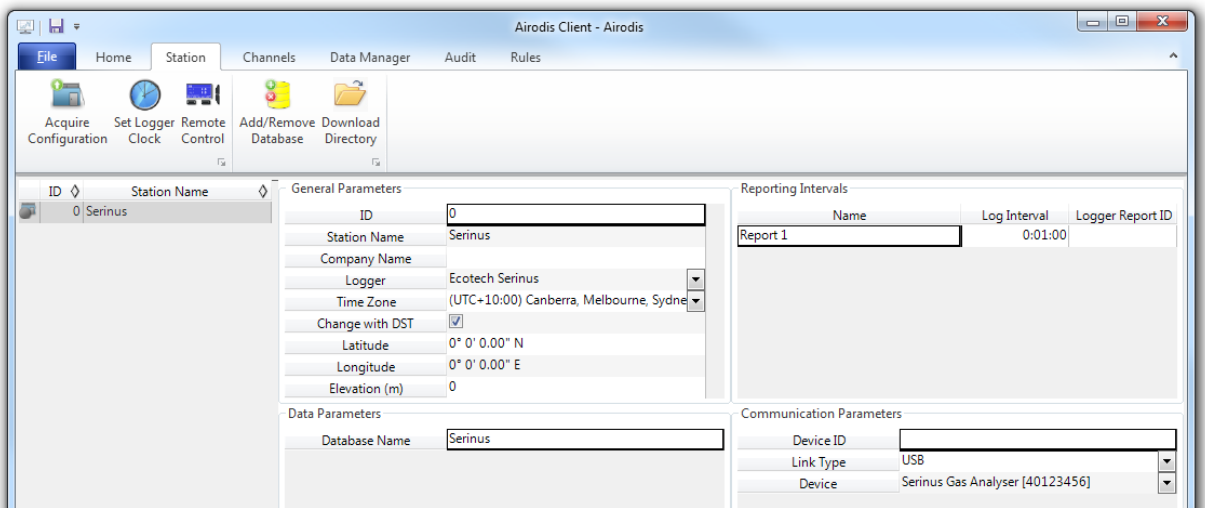 Airodis Client - Airodis
File Home Station Channels Data Manager Audit Rules
Acquire Configuration
Set Logger Clock
Remote Control
Add/Remove Database
Download Directory
ID Station Name
0 Serinus
General Parameters
ID 0
Station Name Serinus
Company Name
Logger Ecotech Serinus
Time Zone (UTC+10:00) Canberra, Melbourne, Sydne
Change with DST
Latitude 0° 0' 0.00" N
Longitude 0° 0' 0.00" E
Elevation (m) 0
Reporting Intervals
Name Log Interval Logger Report ID
Report 1 0:01:00
Data Parameters
Database Name Serinus
Communication Parameters
Device ID
Link Type USB
Device Serinus Gas Analyser [40123456]